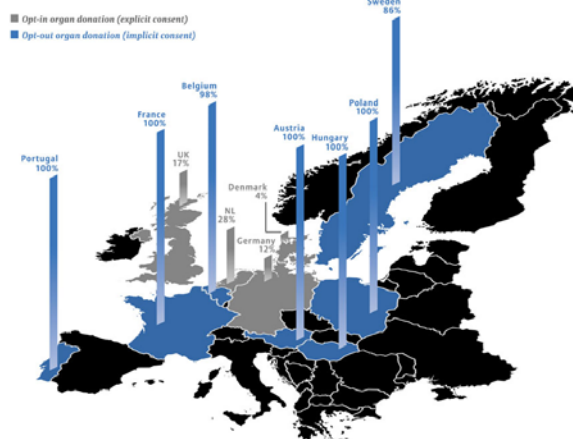 Opt-in organ donation (explicit consent)
Opt-out organ donation (implicit consent)
Sweden
86%
Belgium
98%
France
100%
Poland
100%
Austria
100%
Hungary
100%
Portugal
100%
UK
17%
Denmark
4%
NL
28%
Germany
12%